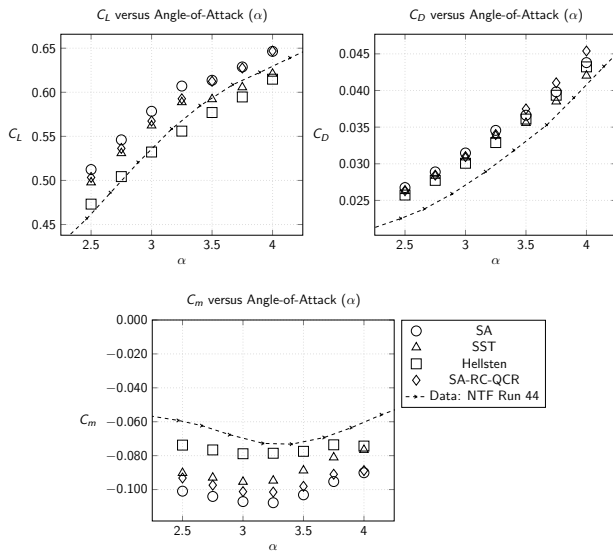 C_L versus Angle-of-Attack (α)
0.65
0.60
0.55
0.50
0.45
C_L
2.5 3 3.5 4
α
C_D versus Angle-of-Attack (α)
0.045
0.040
0.035
0.030
0.025
C_D
2.5 3 3.5 4
α
C_m versus Angle-of-Attack (α)
0.000
−0.020
−0.040
−0.060
−0.080
−0.100
C_m
2.5 3 3.5 4
α
SA
SST
Hellsten
SA-RC-QCR
Data: NTF Run 44